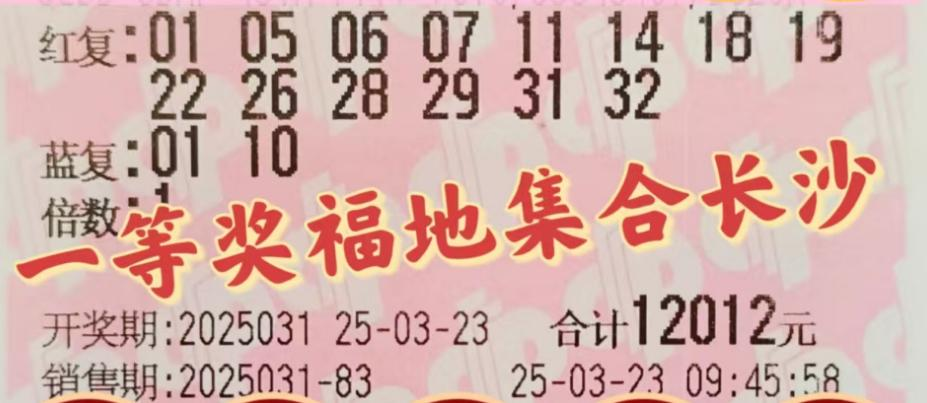 红复:01 05 06 07 11 14 18 19
22 26 28 29 31 32
蓝复:01 10
倍数:1
一等奖福地集合长沙
开奖期:2025031 25-03-23 合计12012元
销售期:2025031-83 25-03-23 09:45:58